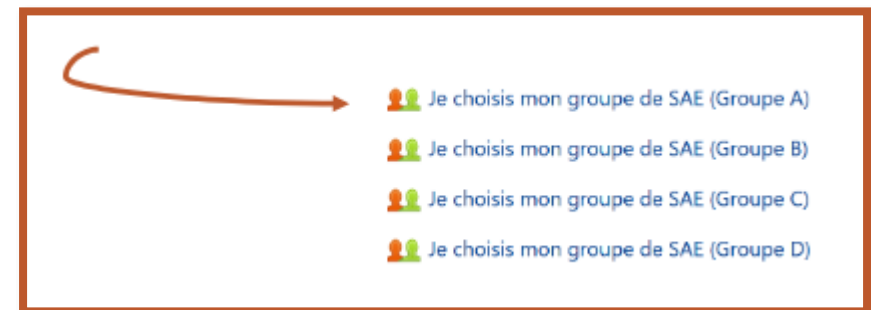 Je choisis mon groupe de SAE (Groupe A)
Je choisis mon groupe de SAE (Groupe B)
Je choisis mon groupe de SAE (Groupe C)
Je choisis mon groupe de SAE (Groupe D)